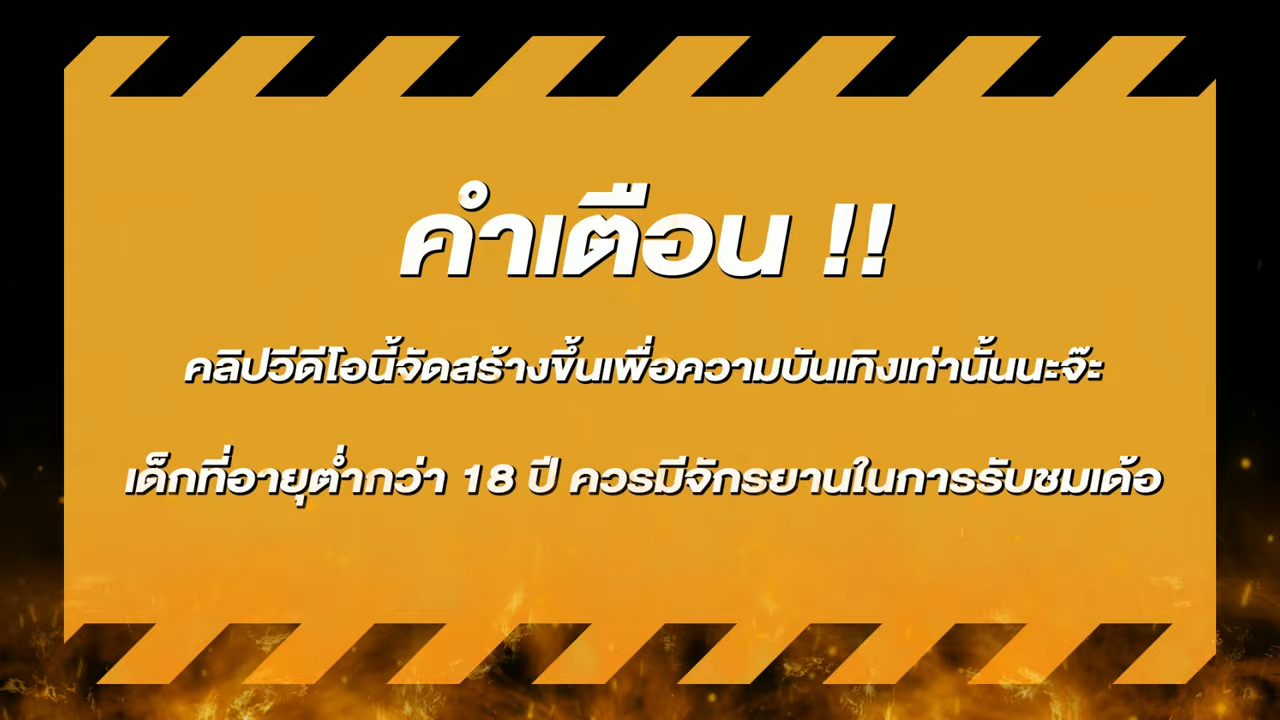 คำเตือน !!
คลิปวีดีโอนี้จัดสร้างขึ้นเพื่อความบันเทิงเท่านั้นนะจ๊ะ
เด็กที่อายุต่ำกว่า 18 ปี ควรมีจักรยานในการรับชมเด้อ